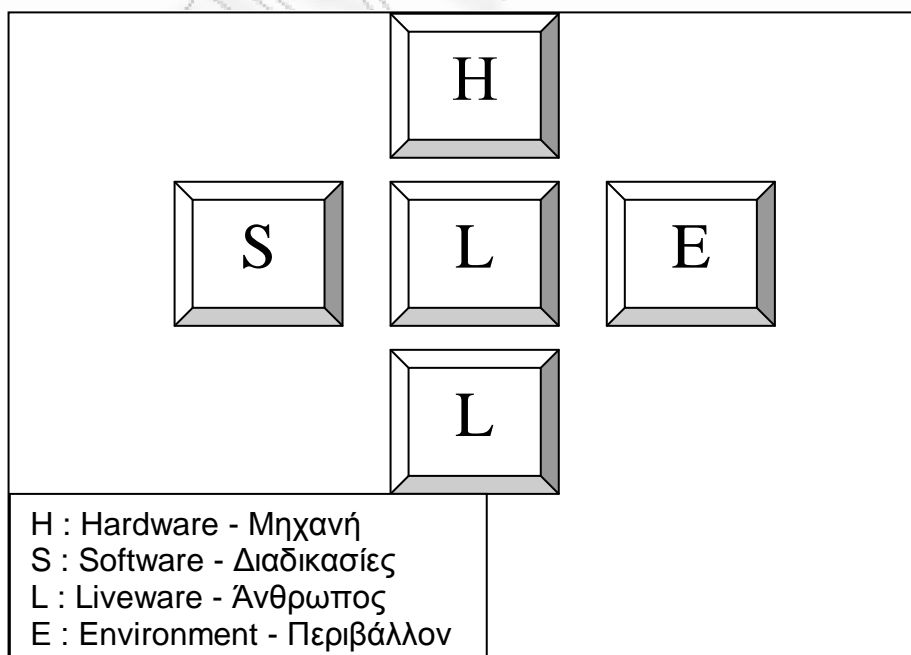 H
S L E
L
H : Hardware - Μηχανή
S : Software - Διαδικασίες
L : Liveware - Άνθρωπος
E : Environment - Περιβάλλον